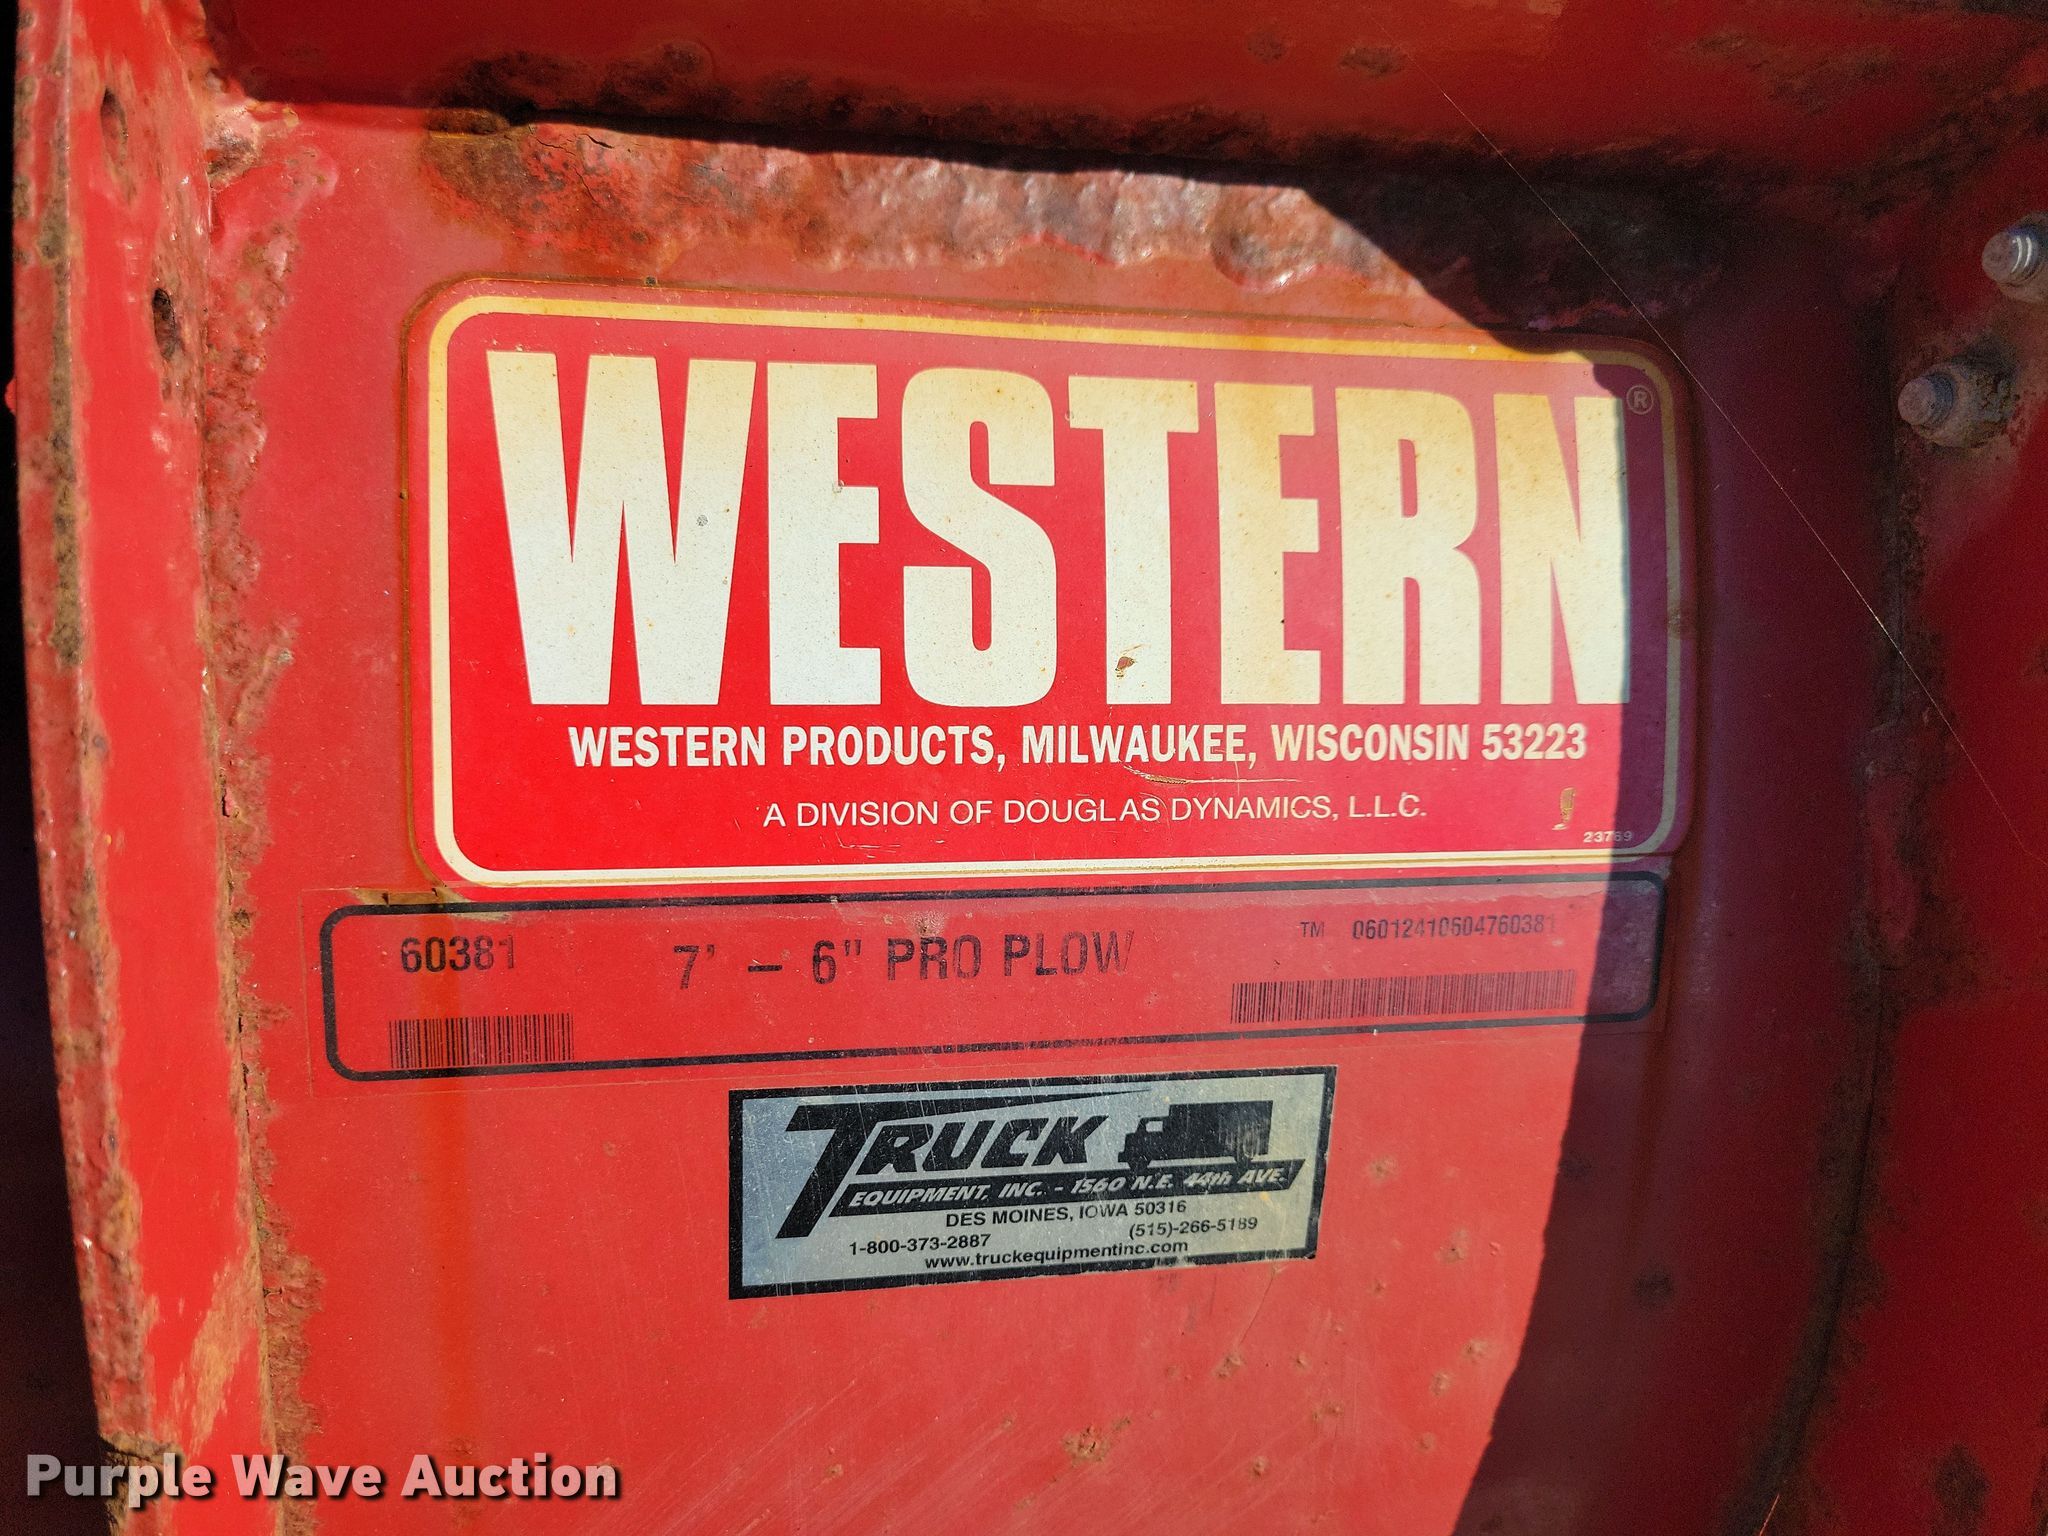 WESTERN®
WESTERN PRODUCTS, MILWAUKEE, WISCONSIN 53223
A DIVISION OF DOUGLAS DYNAMICS, L.L.C.
23769
60381 7' – 6" PRO PLOW TM 06012410604760381
TRUCK
EQUIPMENT, INC. - 1560 N.E. 44th AVE.
DES MOINES, IOWA 50316
1-800-373-2887 (515)-266-5189
www.truckequipmentinc.com
Purple Wave Auction